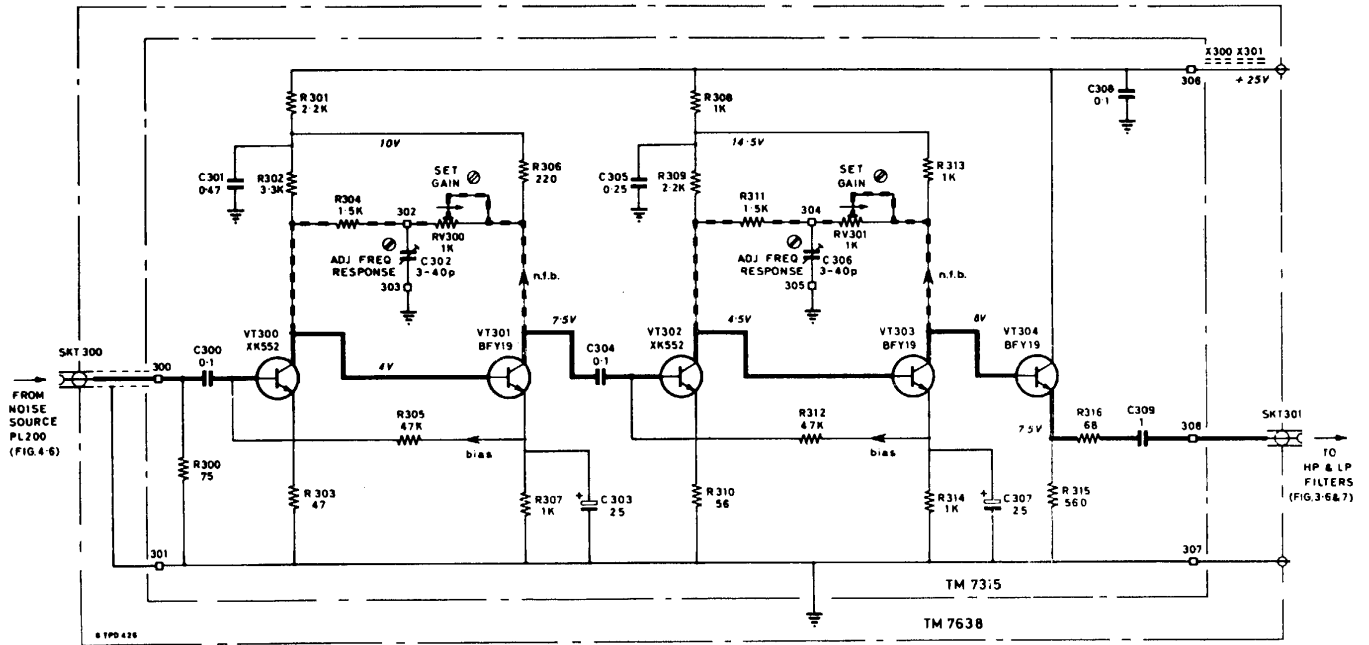 X300 X301
306
+25V
R301
2·2K
R308
1K
C308
0·1
10V
14·5V
C301
0·47
R302
3·3K
R306
220
SET
GAIN
R304
1·5K
302
RV300
1K
ADJ FREQ
RESPONSE
C302
3-40p
303
n.f.b.
C305
0·25
R309
2·2K
R313
1K
SET
GAIN
R311
1·5K
304
RV301
1K
ADJ FREQ
RESPONSE
C306
3-40p
305
n.f.b.
SKT300
300
C300
0·1
VT300
XK552
4V
VT301
BFY19
7·5V
C304
0·1
VT302
XK552
4·5V
VT303
BFY19
8V
VT304
BFY19
FROM
NOISE
SOURCE
PL200
(FIG.4·6)
R305
47K
bias
R312
47K
bias
7·5V
R316
68
C309
1
308
SKT301
TO
HP & LP
FILTERS
(FIG.3·6&7)
R300
75
R303
47
R307
1K
+
C303
25
R310
56
R314
1K
+
C307
25
R315
560
301
307
TM 7315
TM 7638
6 TPD 426